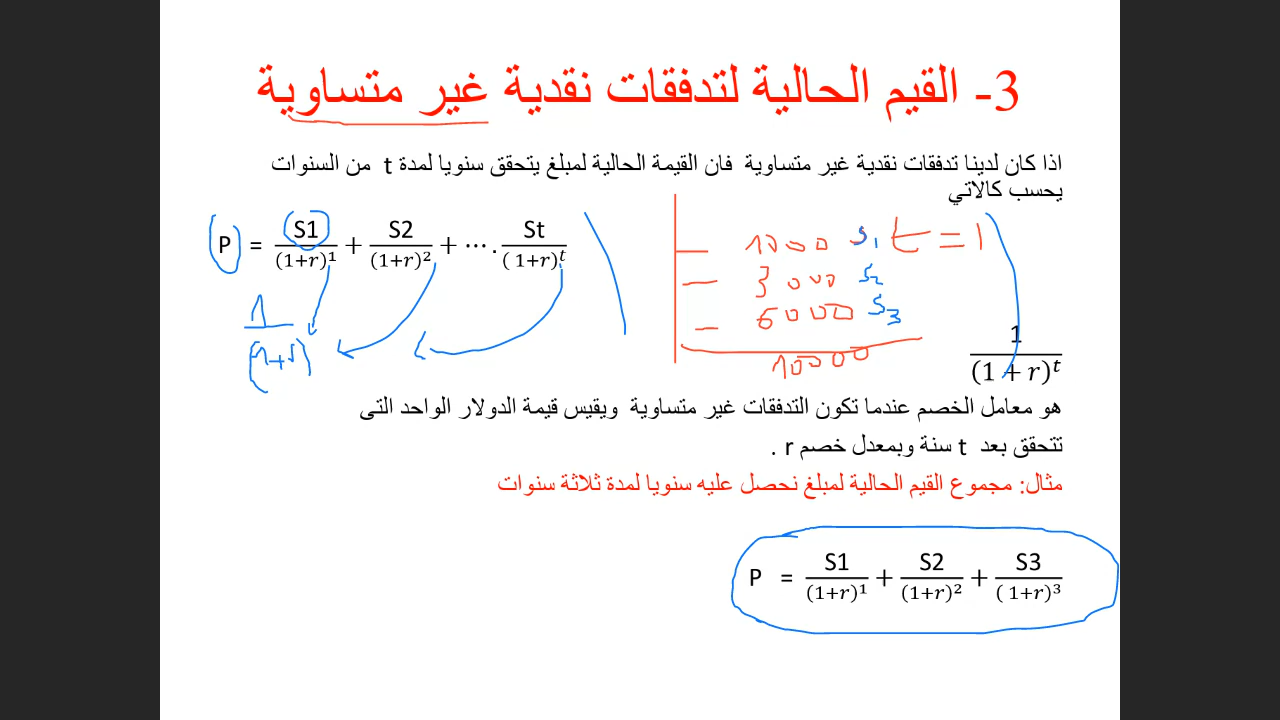 3- القيم الحالية لتدفقات نقدية غير متساوية
اذا كان لدينا تدفقات نقدية غير متساوية فان القيمة الحالية لمبلغ يتحقق سنويا لمدة t من السنوات
يحسب كالاتي
P = S1/(1+r)^1 + S2/(1+r)^2 + ⋯ . St/( 1+r)^t
1000 S1 t = 1
3000 S2
6000 S3
10000
1/(1+r)
1/(1 + r)^t
هو معامل الخصم عندما تكون التدفقات غير متساوية ويقيس قيمة الدولار الواحد التى
تتحقق بعد t سنة وبمعدل خصم r .
مثال: مجموع القيم الحالية لمبلغ نحصل عليه سنويا لمدة ثلاثة سنوات
P = S1/(1+r)^1 + S2/(1+r)^2 + S3/( 1+r)^3